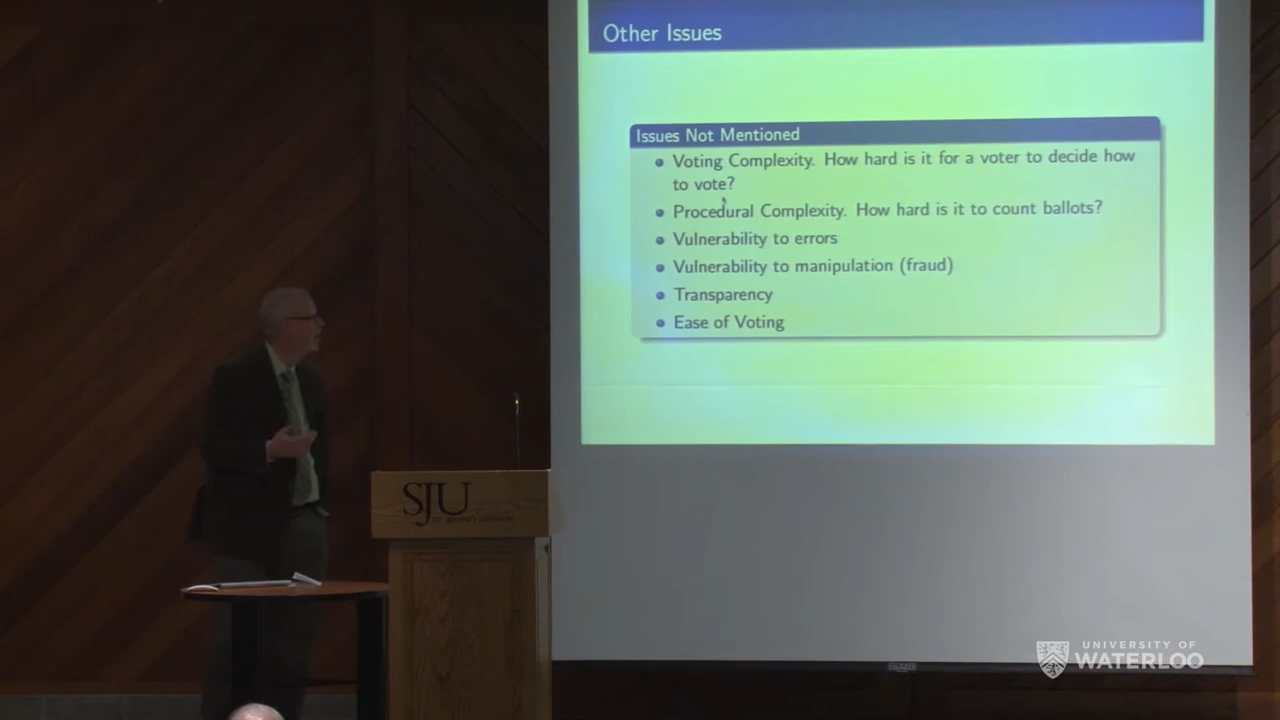 Other Issues
Issues Not Mentioned
Voting Complexity. How hard is it for a voter to decide how
to vote?
Procedural Complexity. How hard is it to count ballots?
Vulnerability to errors
Vulnerability to manipulation (fraud)
Transparency
Ease of Voting
SJU
UNIVERSITY OF
WATERLOO